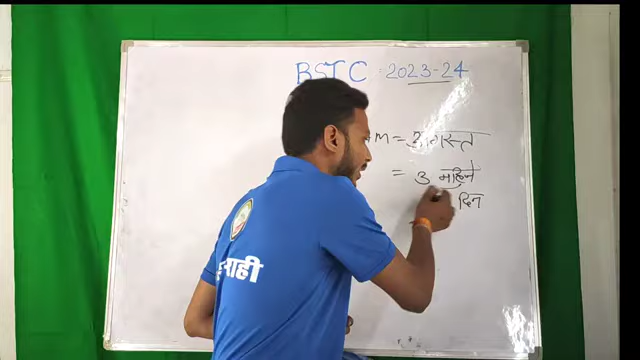 BSTC 2023-24
M = अगस्त
= 3 महिने
दिन
माही